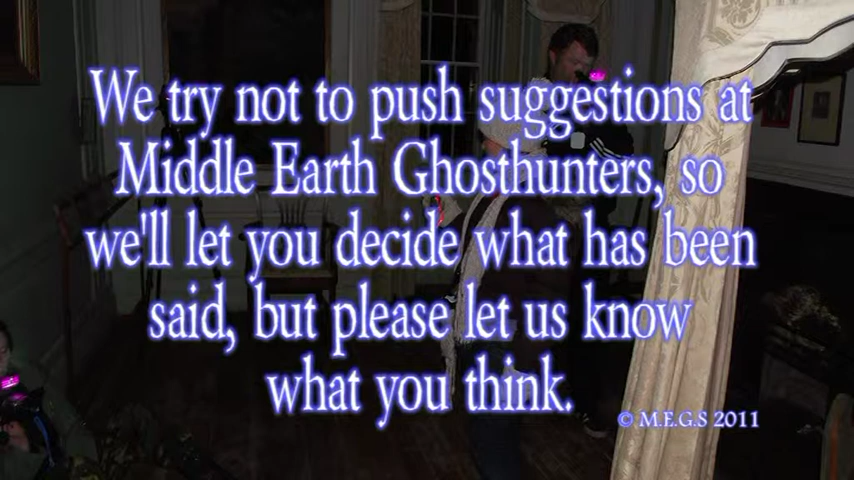 We try not to push suggestions at
Middle Earth Ghosthunters, so
we'll let you decide what has been
said, but please let us know
what you think.
© M.E.G.S 2011